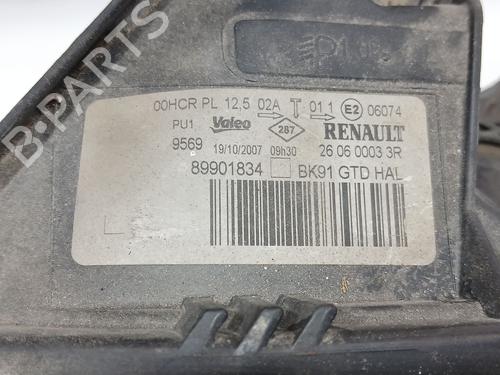 00HCR PL 12,5 02A T 01 1 E2 06074
PU1 Valeo 287 RENAULT
9569 19/10/2007 09h30 26 06 0003 3R
89901834 BK91 GTD HAL
B-PARTS